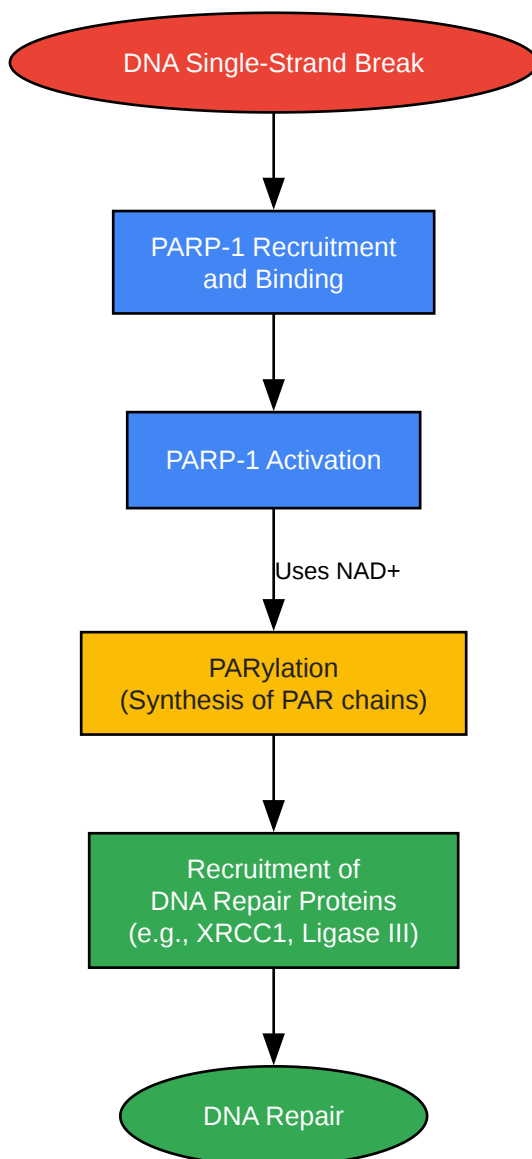 DNA Single-Strand Break
PARP-1 Recruitment
and Binding
PARP-1 Activation
Uses NAD+
PARylation
(Synthesis of PAR chains)
Recruitment of
DNA Repair Proteins
(e.g., XRCC1, Ligase III)
DNA Repair